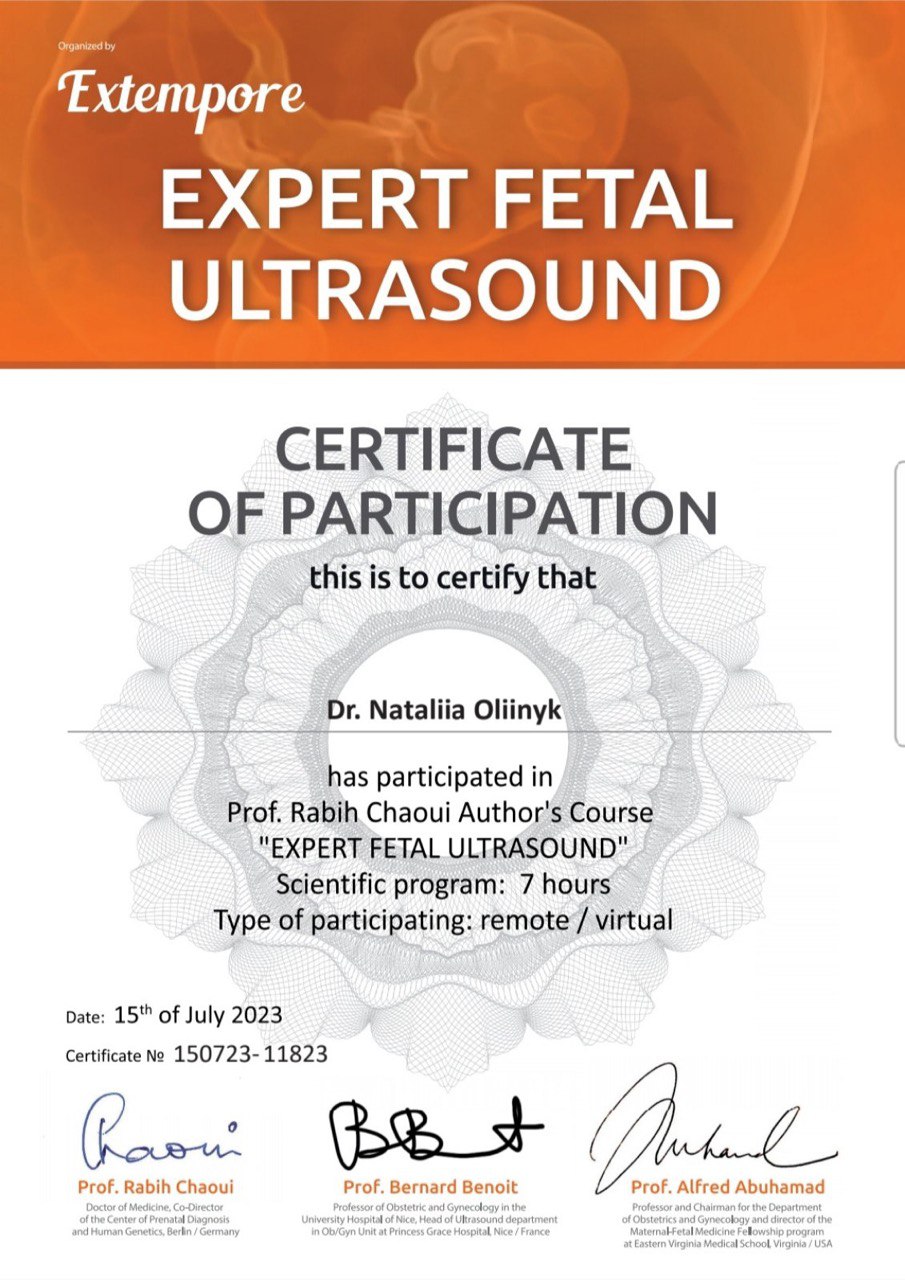 Organized by
Extempore
EXPERT FETAL
ULTRASOUND
CERTIFICATE
OF PARTICIPATION
this is to certify that
Dr. Nataliia Oliinyk
has participated in
Prof. Rabih Chaoui Author's Course
"EXPERT FETAL ULTRASOUND"
Scientific program: 7 hours
Type of participating: remote / virtual
Date: 15th of July 2023
Certificate № 150723-11823
Chaoui
Prof. Rabih Chaoui
Doctor of Medicine, Co-Director
of the Center of Prenatal Diagnosis
and Human Genetics, Berlin / Germany
Prof. Bernard Benoit
Professor of Obstetric and Gynecology in the
University Hospital of Nice, Head of Ultrasound department
in Ob/Gyn Unit at Princess Grace Hospital, Nice / France
Prof. Alfred Abuhamad
Professor and Chairman for the Department
of Obstetrics and Gynecology and director of the
Maternal-Fetal Medicine Fellowship program
at Eastern Virginia Medical School, Virginia / USA